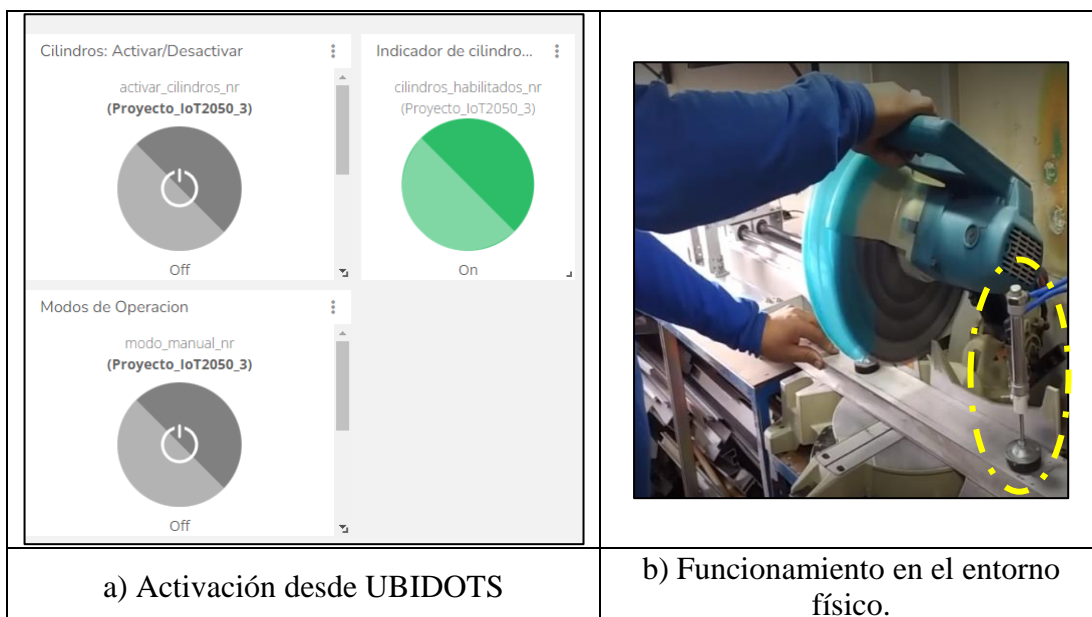 Cilindros: Activar/Desactivar
activar_cilindros_nr
(Proyecto_IoT2050_3)
Off
Indicador de cilindro...
cilindros_habilitados_nr
(Proyecto_IoT2050_3)
On
Modos de Operacion
modo_manual_nr
(Proyecto_IoT2050_3)
Off
a) Activación desde UBIDOTS
b) Funcionamiento en el entorno
físico.